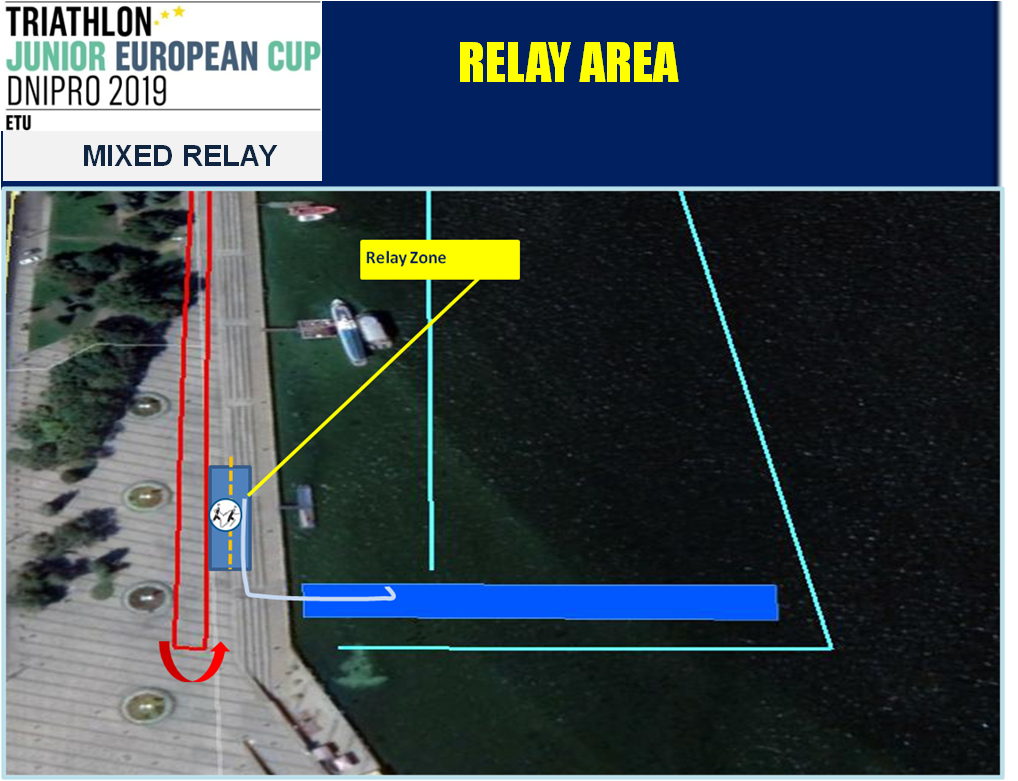 TRIATHLON
JUNIOR EUROPEAN CUP
DNIPRO 2019
ETU
MIXED RELAY
RELAY AREA
Relay Zone